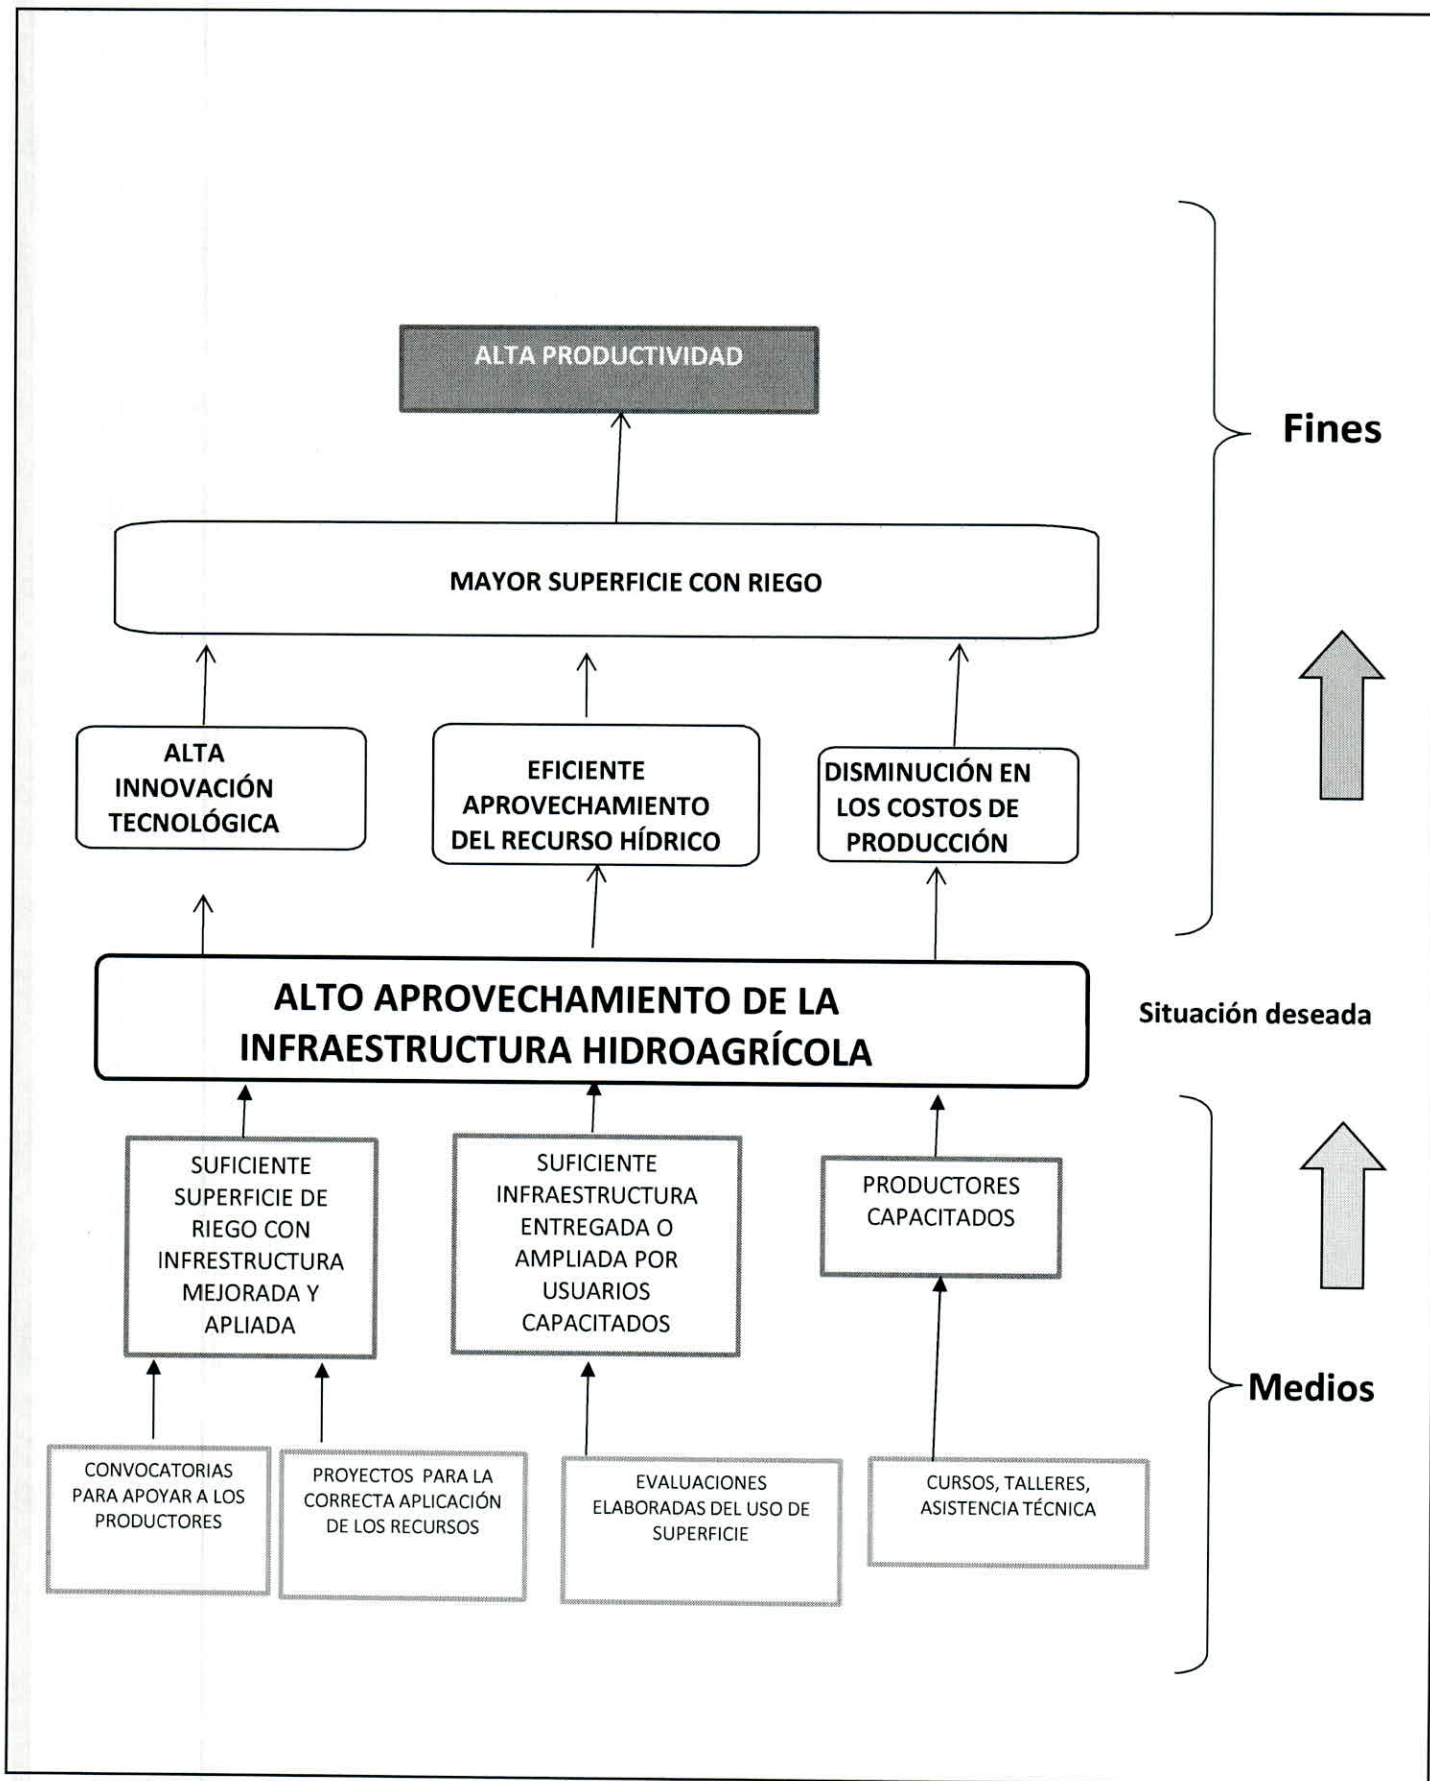 ALTA PRODUCTIVIDAD
Fines
MAYOR SUPERFICIE CON RIEGO
ALTA
INNOVACIÓN
TECNOLÓGICA
EFICIENTE
APROVECHAMIENTO
DEL RECURSO HÍDRICO
DISMINUCIÓN EN
LOS COSTOS DE
PRODUCCIÓN
ALTO APROVECHAMIENTO DE LA
INFRAESTRUCTURA HIDROAGRÍCOLA
Situación deseada
SUFICIENTE
SUPERFICIE DE
RIEGO CON
INFRESTRUCTURA
MEJORADA Y
APLIADA
SUFICIENTE
INFRAESTRUCTURA
ENTREGADA O
AMPLIADA POR
USUARIOS
CAPACITADOS
PRODUCTORES
CAPACITADOS
Medios
CONVOCATORIAS
PARA APOYAR A LOS
PRODUCTORES
PROYECTOS PARA LA
CORRECTA APLICACIÓN
DE LOS RECURSOS
EVALUACIONES
ELABORADAS DEL USO DE
SUPERFICIE
CURSOS, TALLERES,
ASISTENCIA TÉCNICA